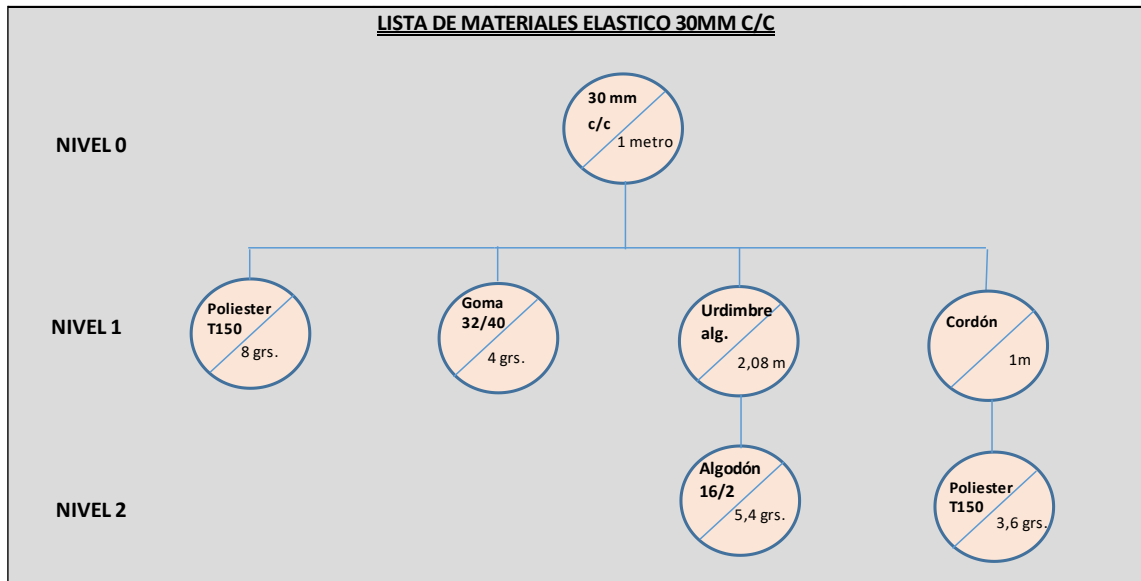 LISTA DE MATERIALES ELASTICO 30MM C/C
30 mm
c/c
1 metro
NIVEL 0
NIVEL 1
Poliester
T150
8 grs.
Goma
32/40
4 grs.
Urdimbre
alg.
2,08 m
Cordón
1m
NIVEL 2
Algodón
16/2
5,4 grs.
Poliester
T150
3,6 grs.